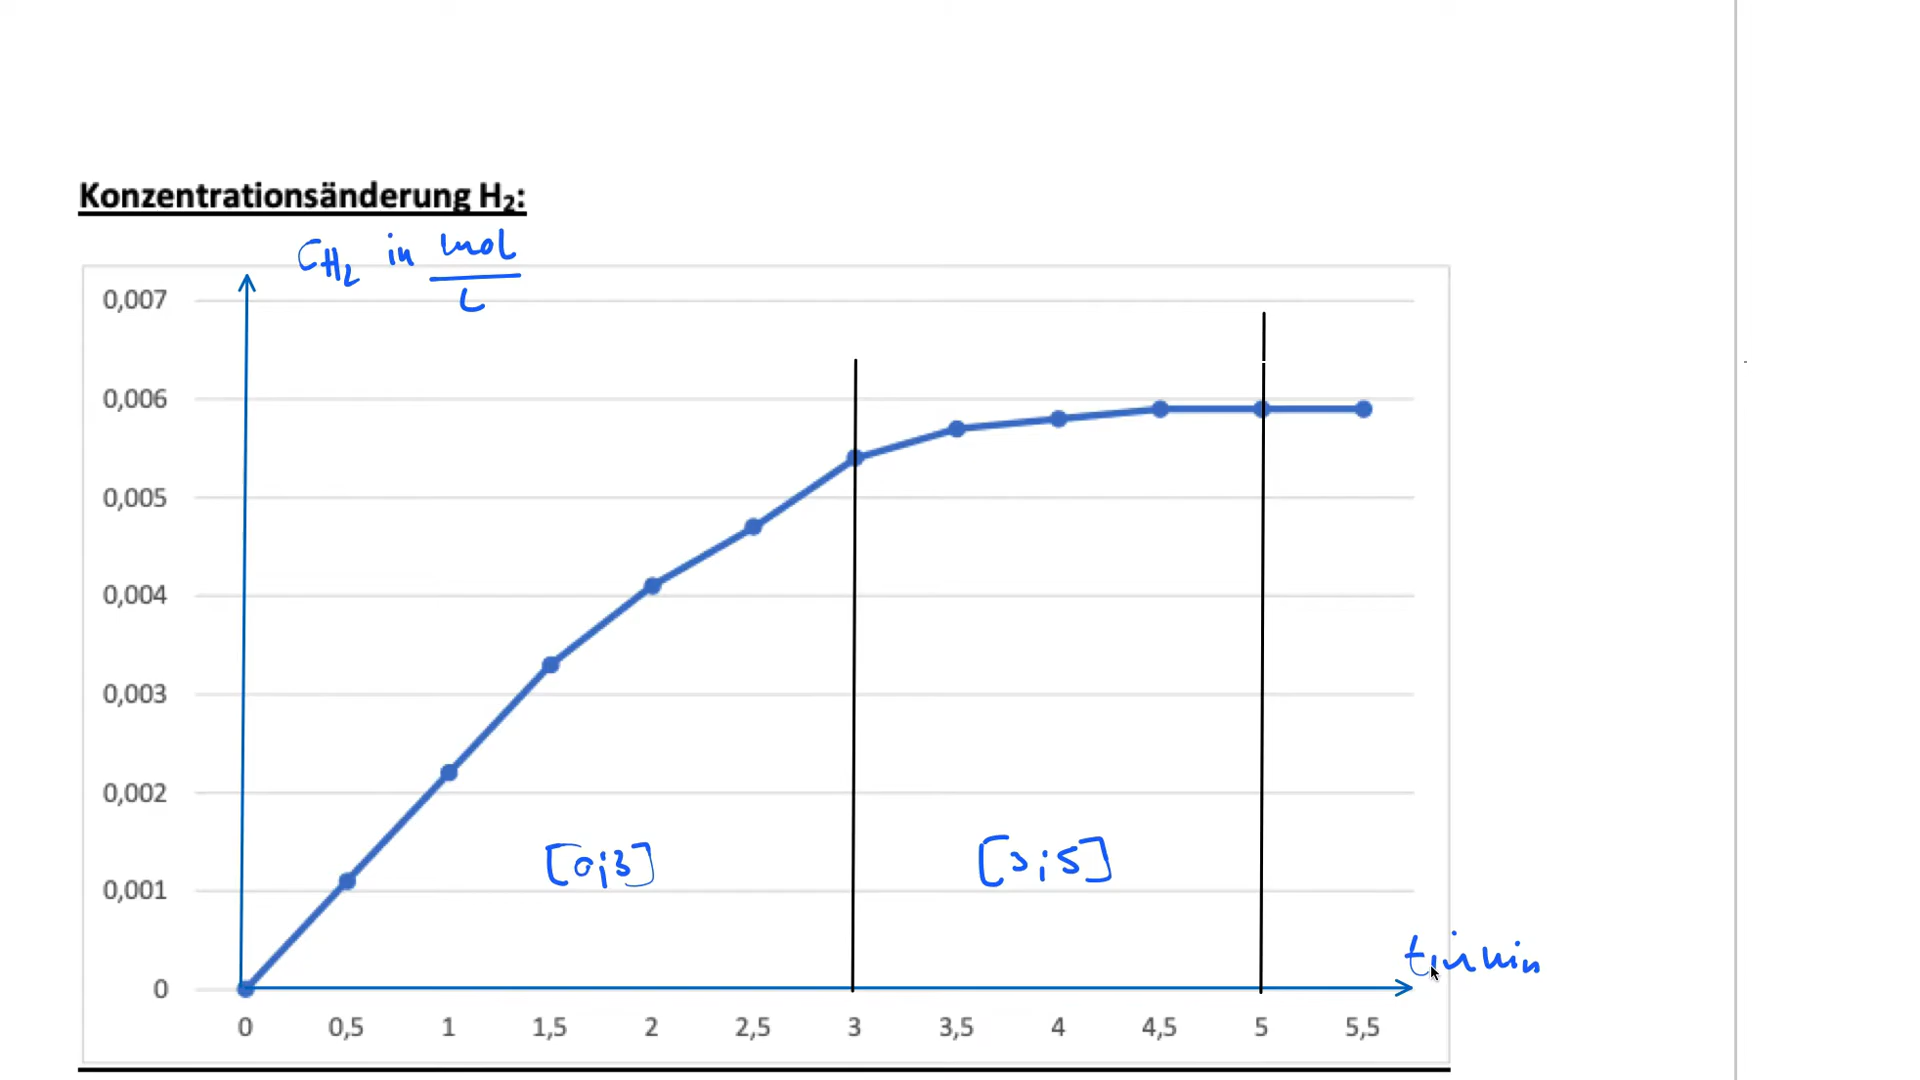 Konzentrationsänderung H₂:
C_H₂ in mol/L
0,007
0,006
0,005
0,004
0,003
0,002
0,001
0
[0;3]
[3;5]
t in min
0 0,5 1 1,5 2 2,5 3 3,5 4 4,5 5 5,5